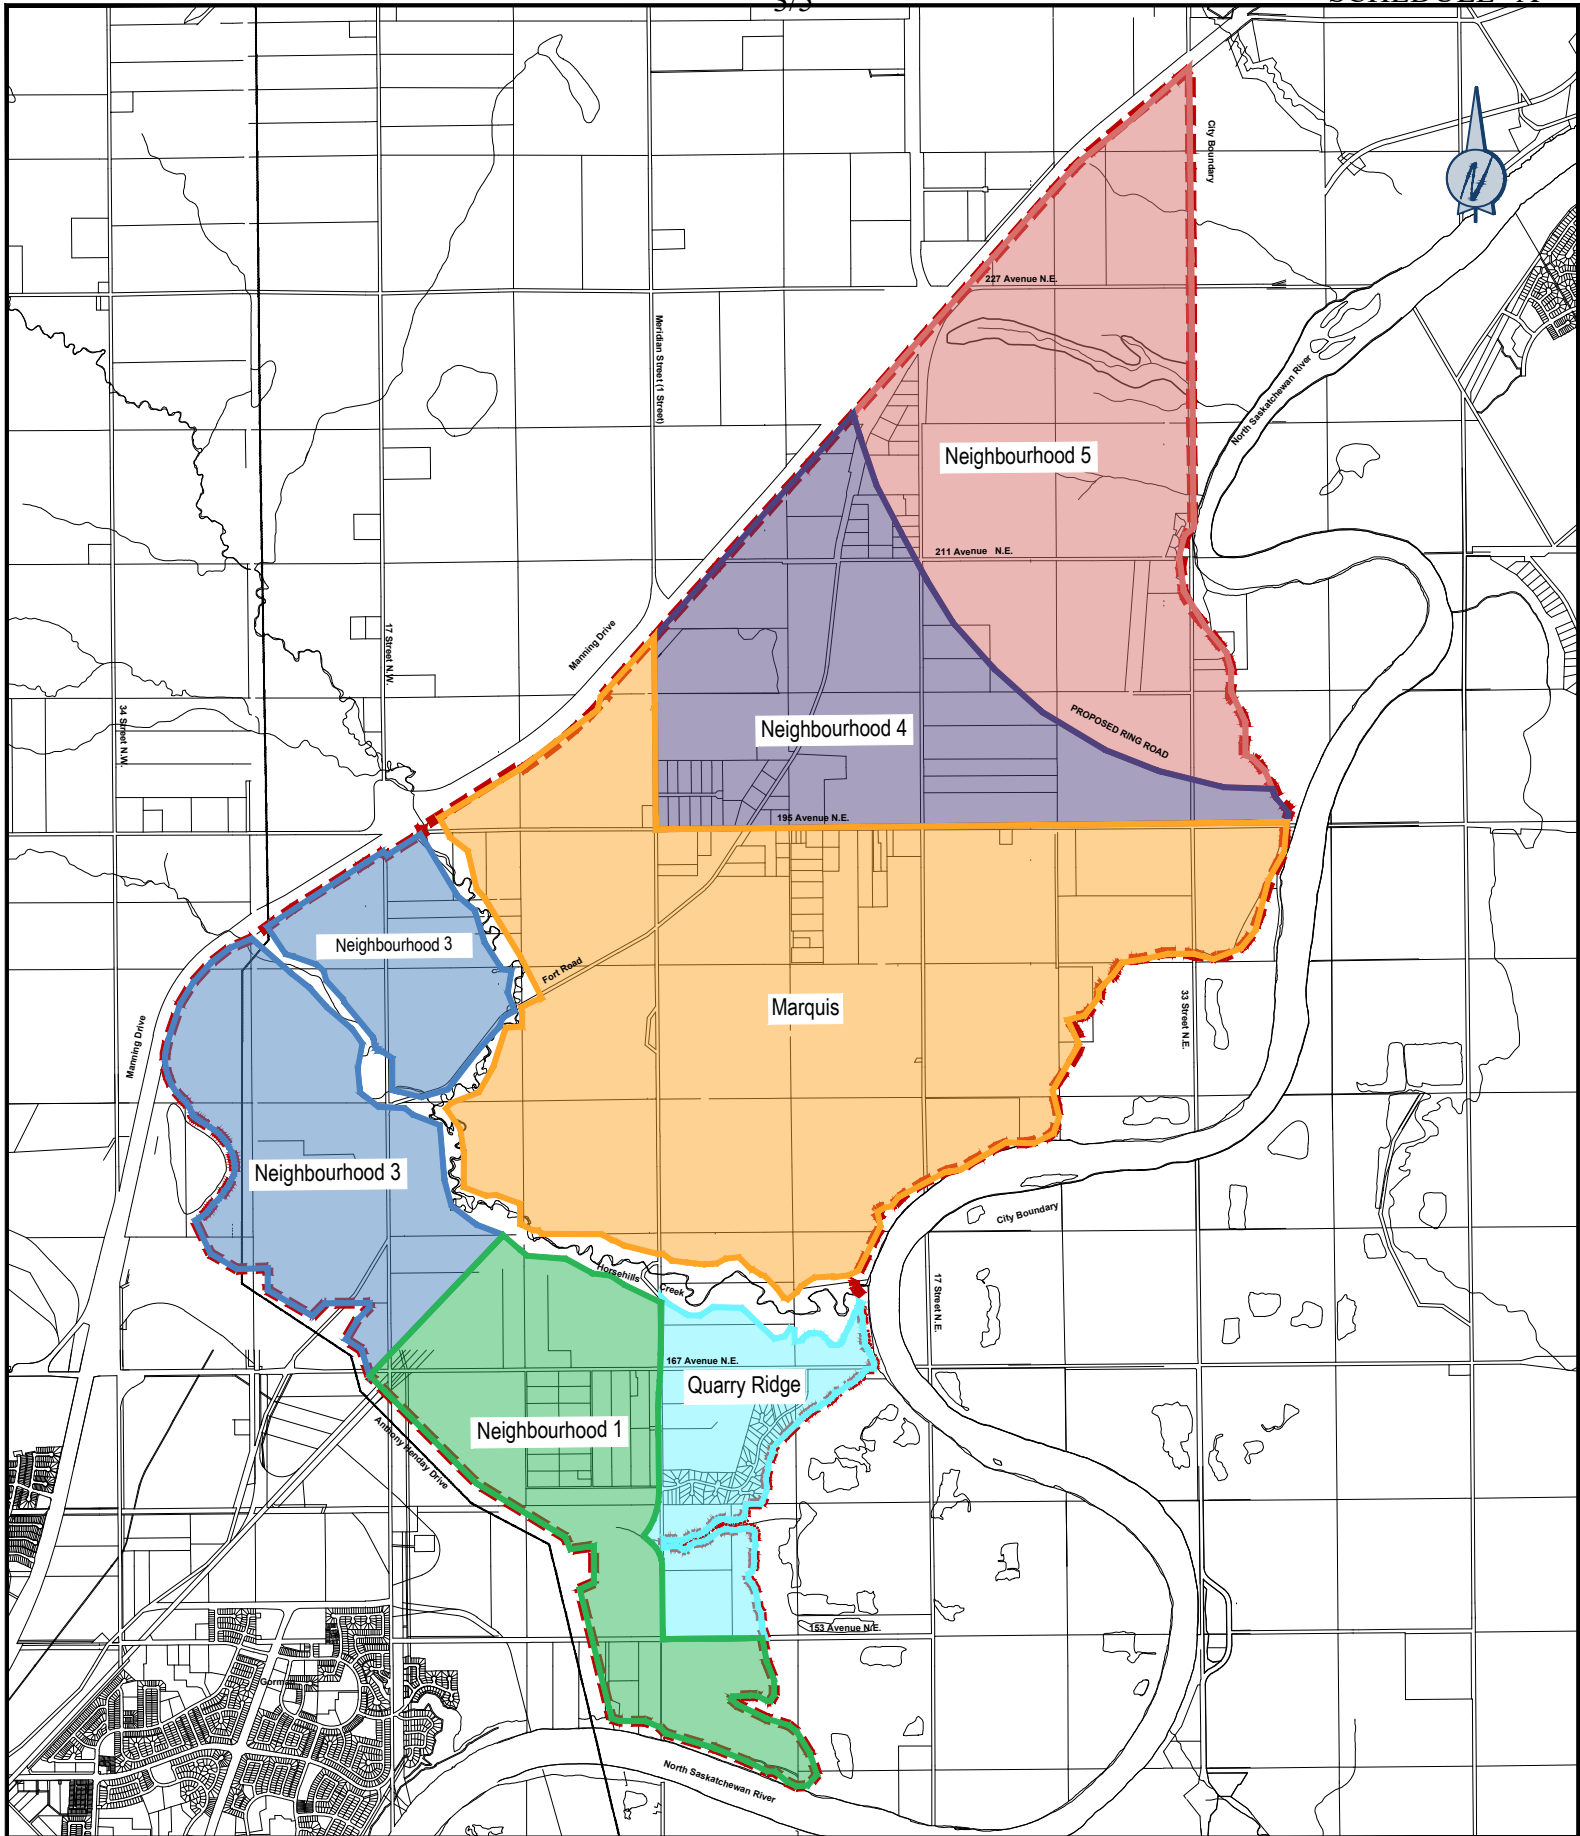 3/3
City Boundary
N
227 Avenue N.E.
Meridian Street (1 Street)
North Saskatchewan River
Neighbourhood 5
211 Avenue N.E.
Manning Drive
17 Street N.W.
34 Street N.W.
PROPOSED RING ROAD
Neighbourhood 4
195 Avenue N.E.
Neighbourhood 3
Fort Road
Marquis
33 Street N.E.
Manning Drive
Neighbourhood 3
City Boundary
Horsehills
Creek
17 Street N.E.
167 Avenue N.E.
Quarry Ridge
Neighbourhood 1
Anthony Henday Drive
153 Avenue N.E.
North Saskatchewan River